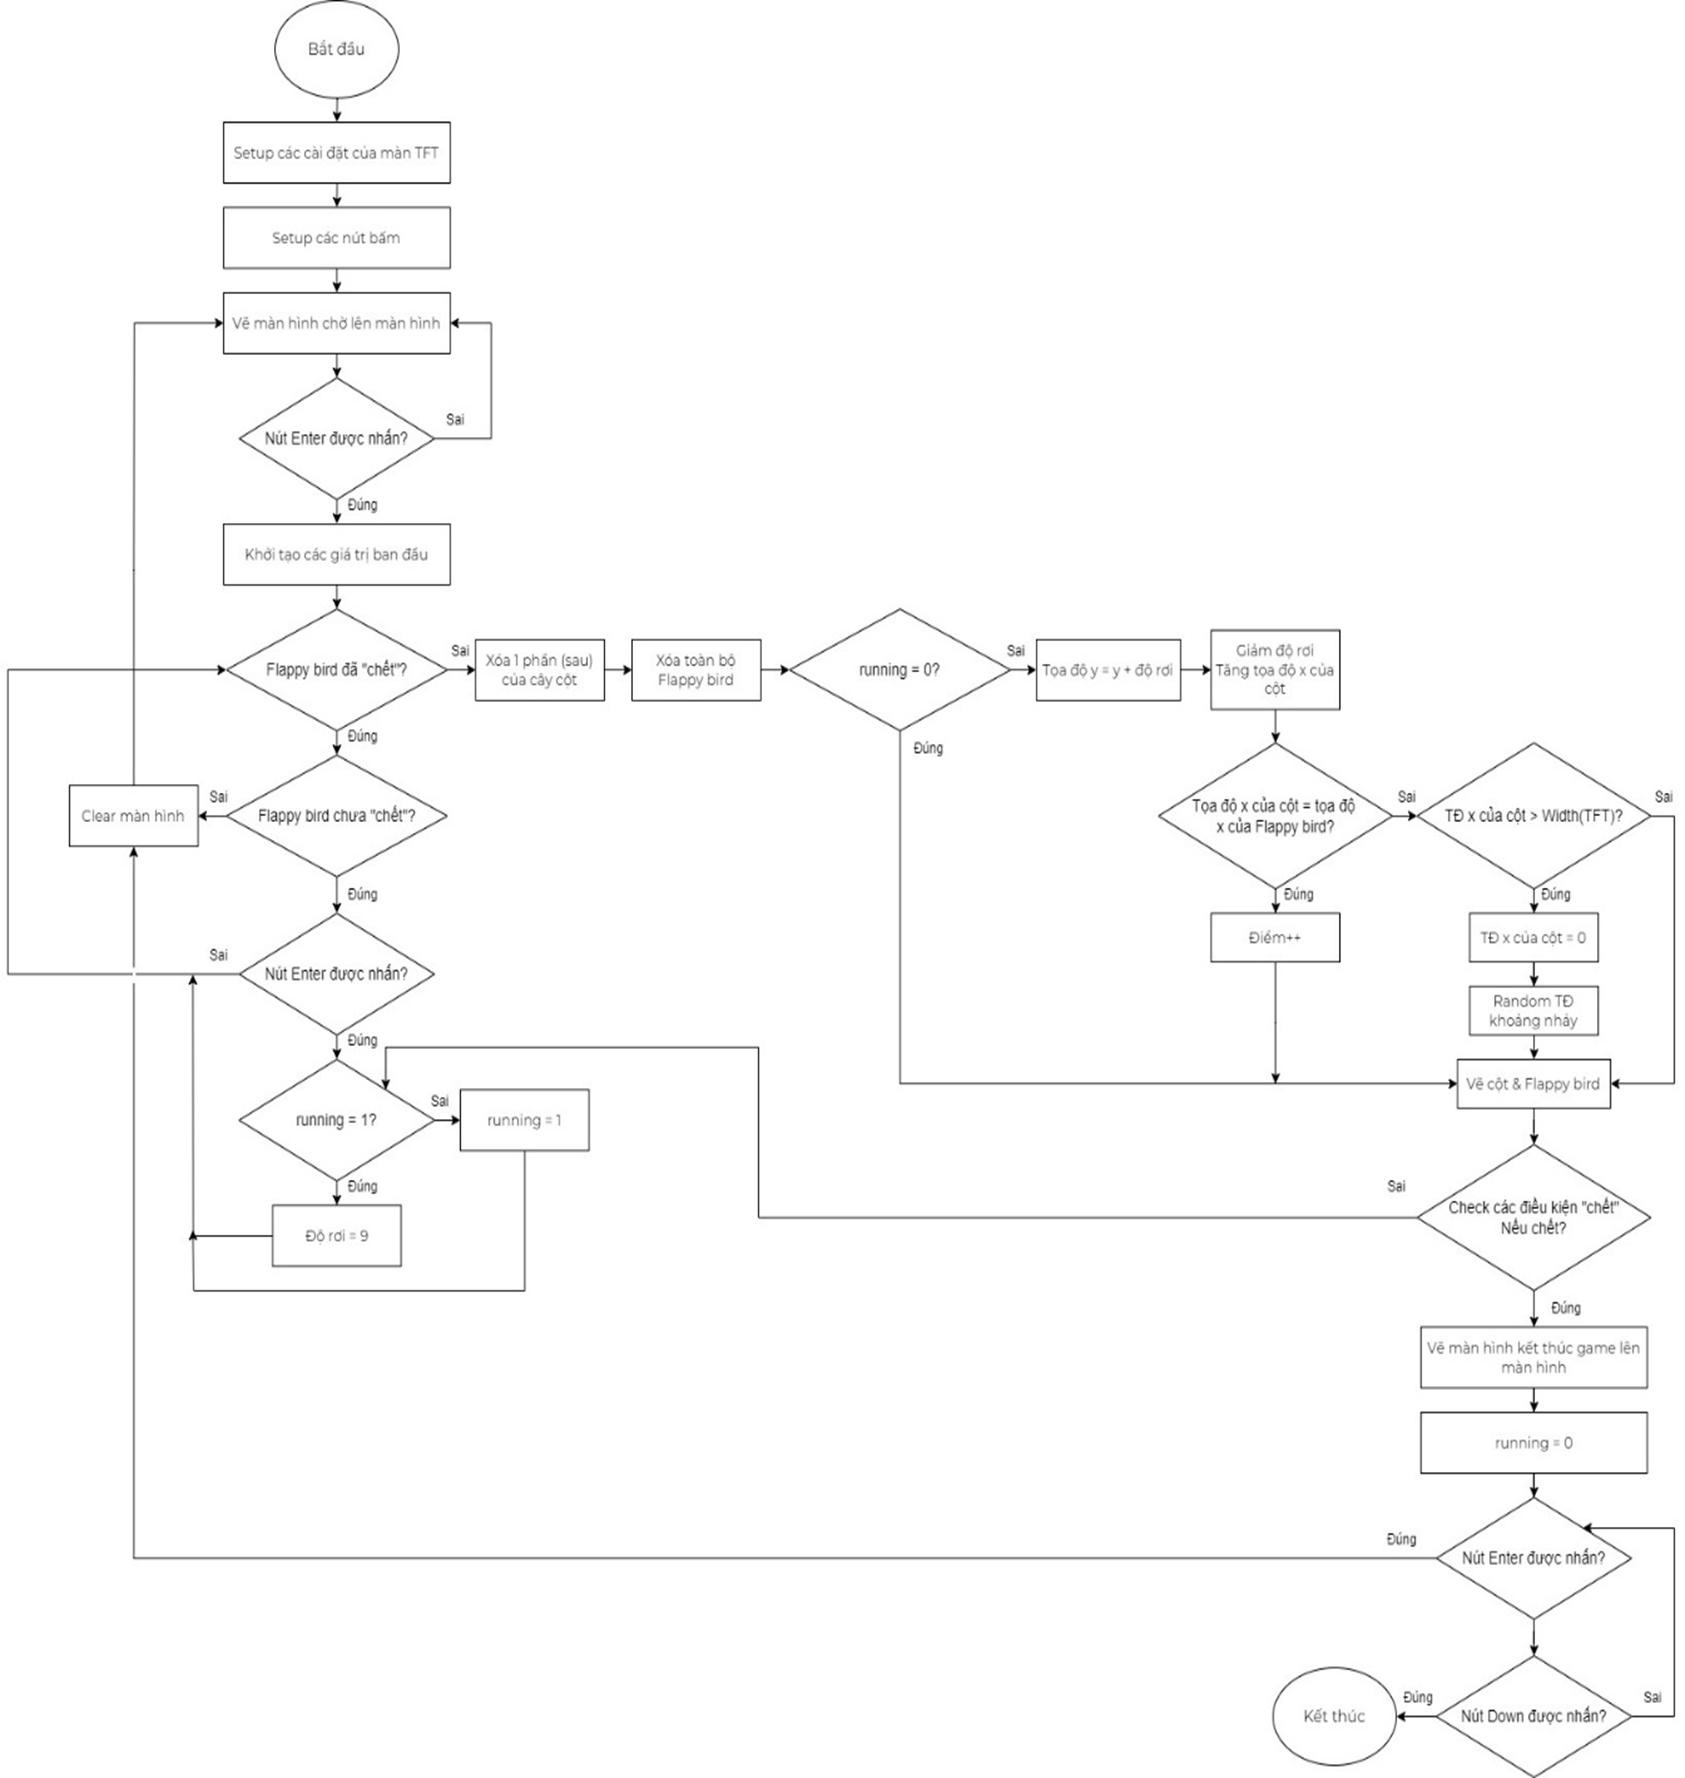 Bắt đầu
Setup các cài đặt của màn TFT
Setup các nút bấm
Vẽ màn hình chờ lên màn hình
Sai
Nút Enter được nhấn?
Đúng
Khởi tạo các giá trị ban đầu
Flappy bird đã "chết"?
Sai
Xóa 1 phần (sau)
của cây cột
Xóa toàn bộ
Flappy bird
running = 0?
Sai
Tọa độ y = y + độ rơi
Giảm độ rơi
Tăng tọa độ x của
cột
Đúng
Đúng
Flappy bird chưa "chết"?
Sai
Clear màn hình
Tọa độ x của cột = tọa độ
x của Flappy bird?
Sai
TĐ x của cột > Width(TFT)?
Sai
Đúng
Đúng
Đúng
Điểm++
TĐ x của cột = 0
Sai
Nút Enter được nhấn?
Random TĐ
khoảng nhảy
Đúng
Vẽ cột & Flappy bird
running = 1?
Sai
running = 1
Đúng
Độ rơi = 9
Sai
Check các điều kiện "chết"
Nếu chết?
Đúng
Vẽ màn hình kết thúc game lên
màn hình
running = 0
Đúng
Nút Enter được nhấn?
Kết thúc
Đúng
Nút Down được nhấn?
Sai